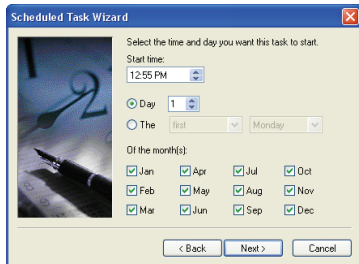 Scheduled Task Wizard
Select the time and day you want this task to start.
Start time:
12:55 PM
Day 1
The first Monday
Of the month(s):
Jan Apr Jul Oct
Feb May Aug Nov
Mar Jun Sep Dec
< Back Next > Cancel